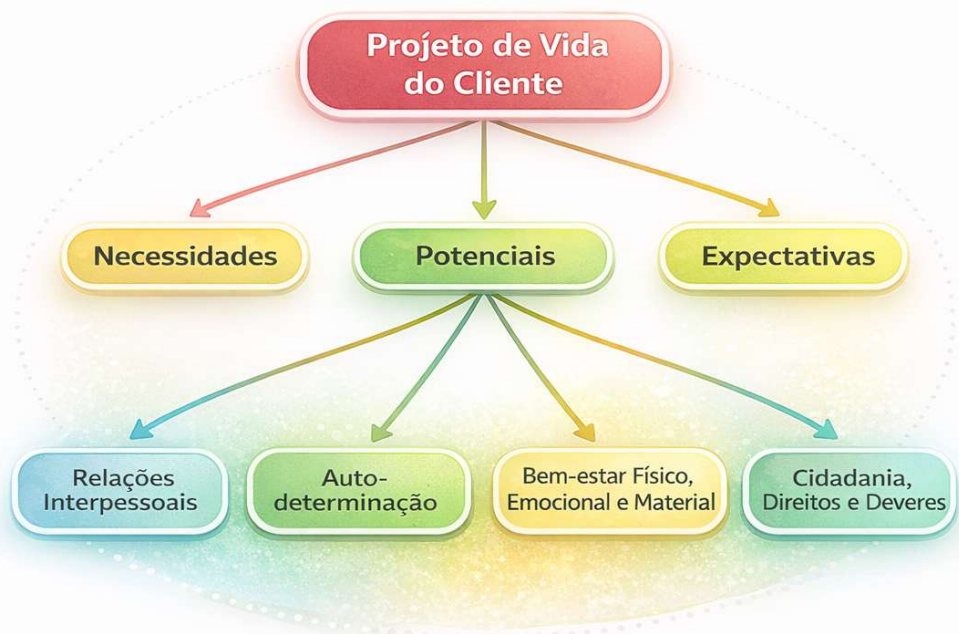 Projeto de Vida
do Cliente
Necessidades
Potenciais
Expectativas
Relações
Interpessoais
Auto-
determinação
Bem-estar Físico,
Emocional e Material
Cidadania,
Direitos e Deveres